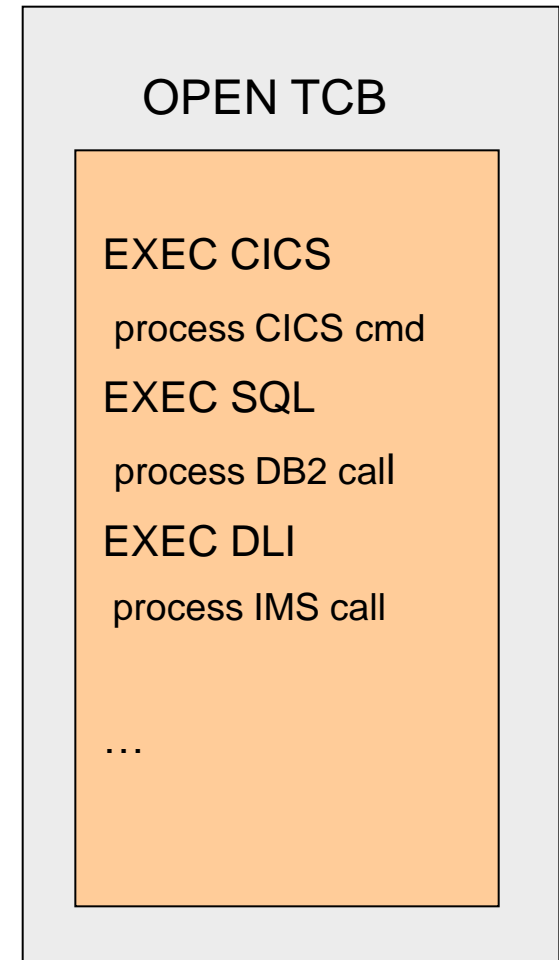 OPEN TCB
EXEC CICS
process CICS cmd
EXEC SQL
process DB2 call
EXEC DLI
process IMS call
…